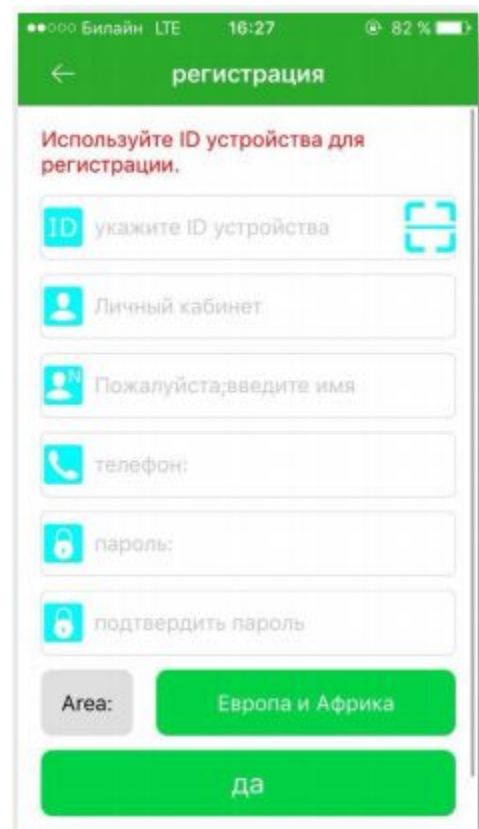 Билайн LTE 16:27 82 %
регистрация
Используйте ID устройства для
регистрации.
ID укажите ID устройства
Личный кабинет
N Пожалуйста;введите имя
телефон:
пароль:
подтвердить пароль
Area: Европа и Африка
да